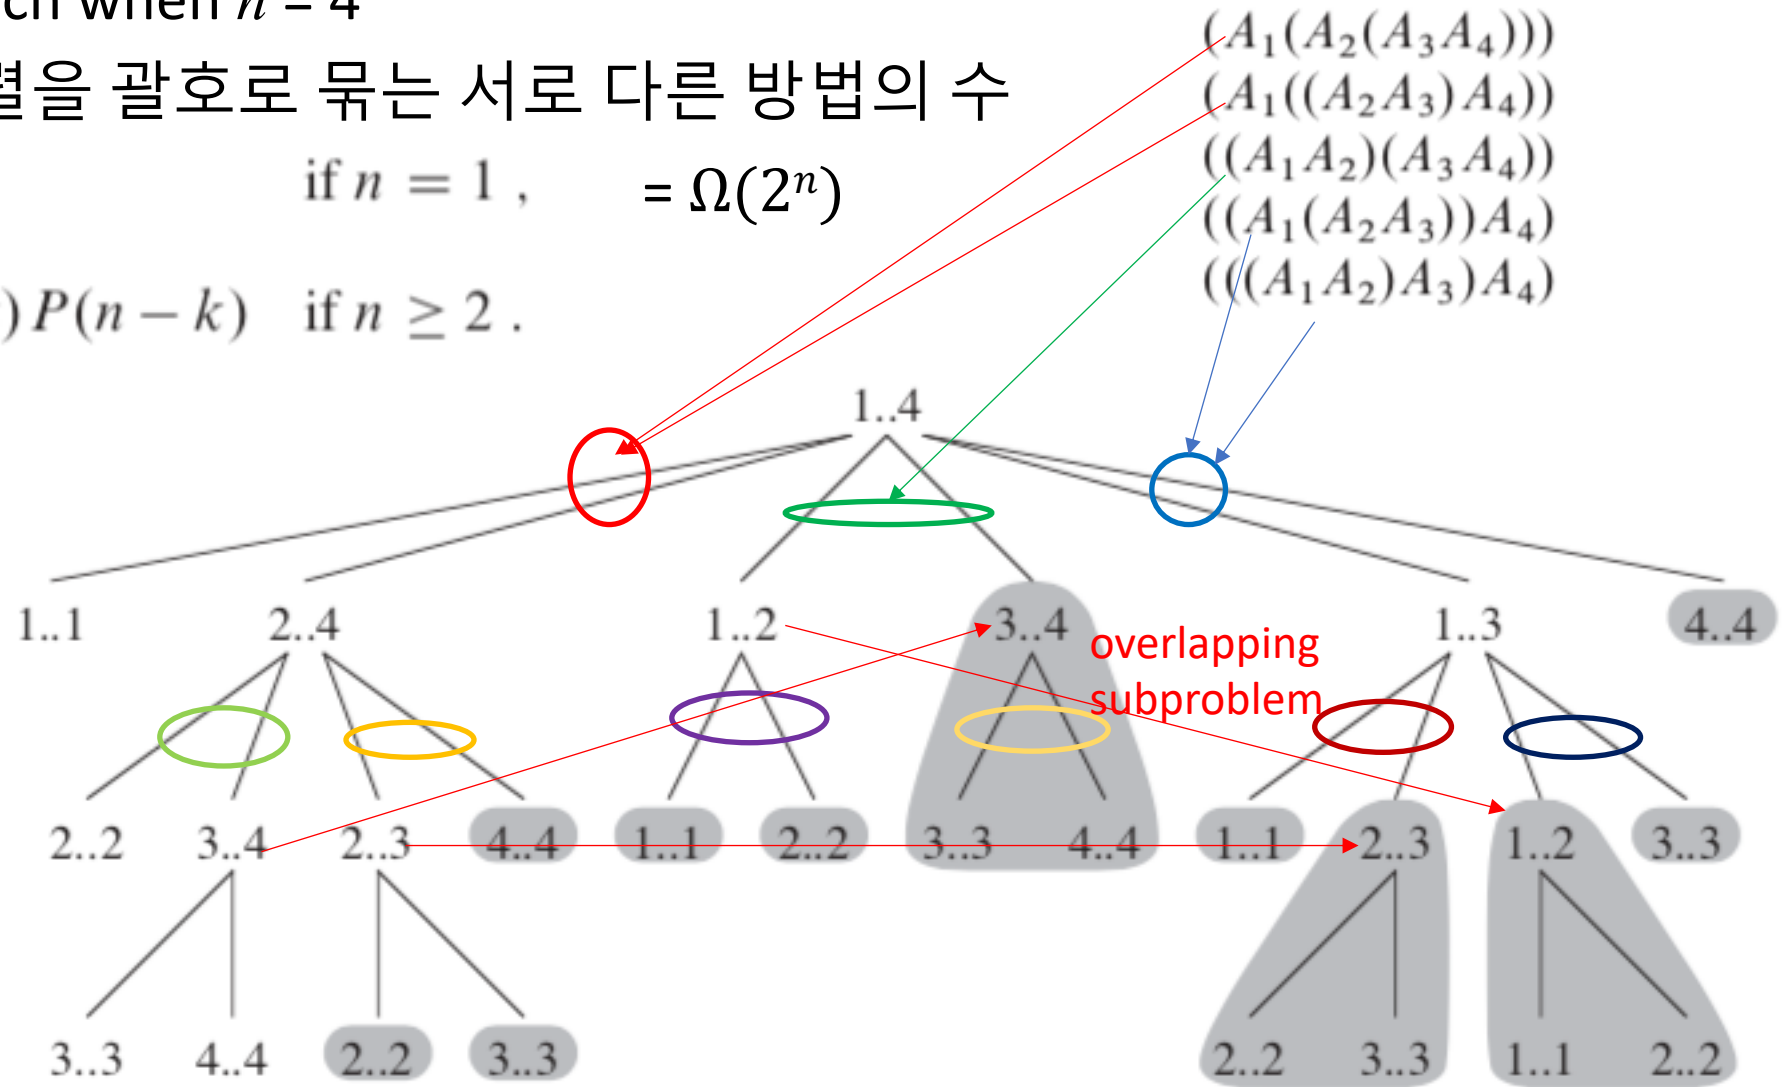 ch when n = 4
렬을 괄호로 묶는 서로 다른 방법의 수
if n = 1 , = Ω(2ⁿ)
) P(n − k) if n ≥ 2 .
(A₁(A₂(A₃A₄)))
(A₁((A₂A₃)A₄))
((A₁A₂)(A₃A₄))
((A₁(A₂A₃))A₄)
(((A₁A₂)A₃)A₄)
1..4
1..1 2..4 1..2 3..4 1..3 4..4
overlapping
subproblem
2..2 3..4 2..3 4..4 1..1 2..2 3..3 4..4 1..1 2..3 1..2 3..3
3..3 4..4 2..2 3..3 2..2 3..3 1..1 2..2